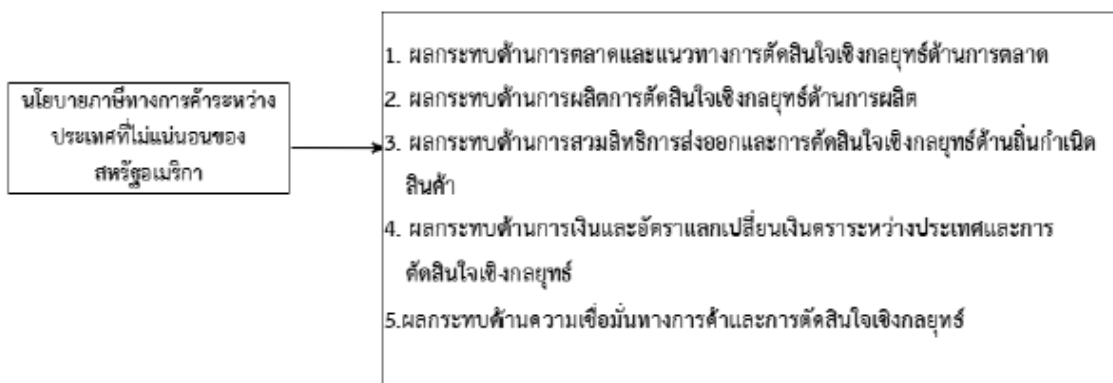 นโยบายภาษีทางการค้าระหว่าง
ประเทศที่ไม่แน่นอนของ
สหรัฐอเมริกา
1. ผลกระทบด้านการตลาดและแนวทางการตัดสินใจเชิงกลยุทธ์ด้านการตลาด
2. ผลกระทบด้านการผลิตการตัดสินใจเชิงกลยุทธ์ด้านการผลิต
3. ผลกระทบด้านการสวมสิทธิการส่งออกและการตัดสินใจเชิงกลยุทธ์ด้านถิ่นกำเนิด
สินค้า
4. ผลกระทบด้านการเงินและอัตราแลกเปลี่ยนเงินตราระหว่างประเทศและการ
ตัดสินใจเชิงกลยุทธ์
5.ผลกระทบด้านความเชื่อมั่นทางการค้าและการตัดสินใจเชิงกลยุทธ์